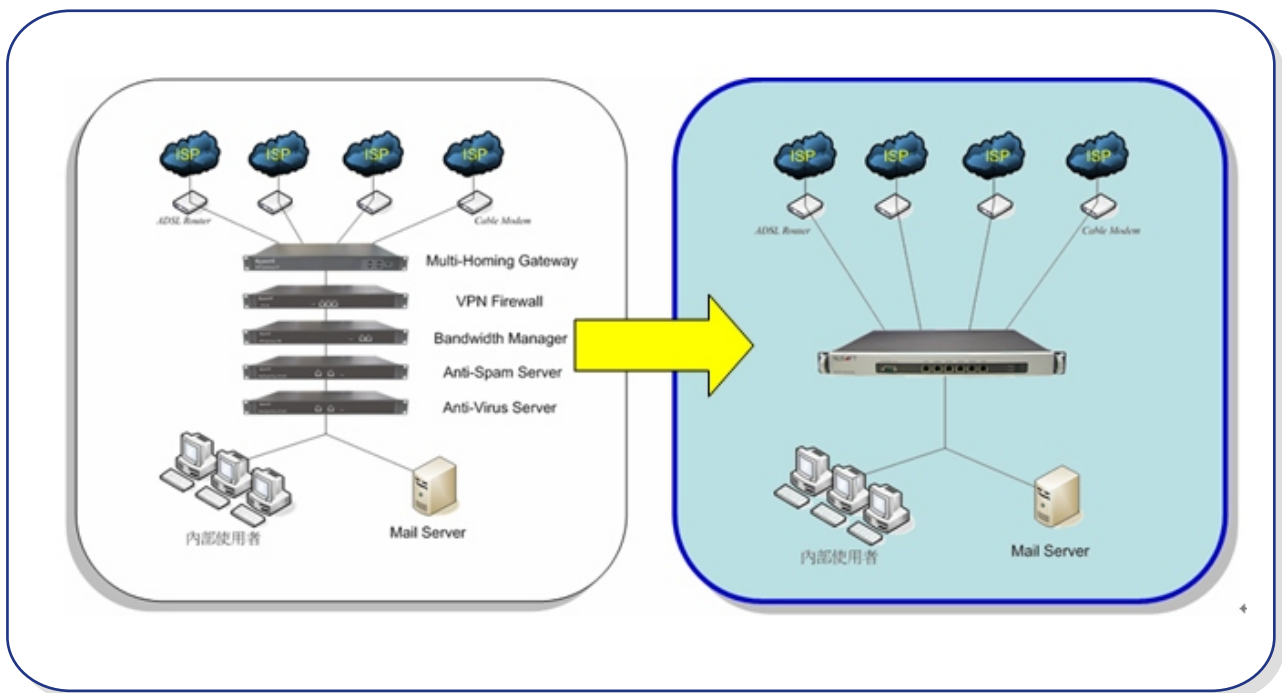 ISP ISP ISP ISP
ADSL Router
Cable Modem
Multi-Homing Gateway
VPN Firewall
Bandwidth Manager
Anti-Spam Server
Anti-Virus Server
內部使用者
Mail Server
ISP ISP ISP ISP
ADSL Router
Cable Modem
內部使用者
Mail Server